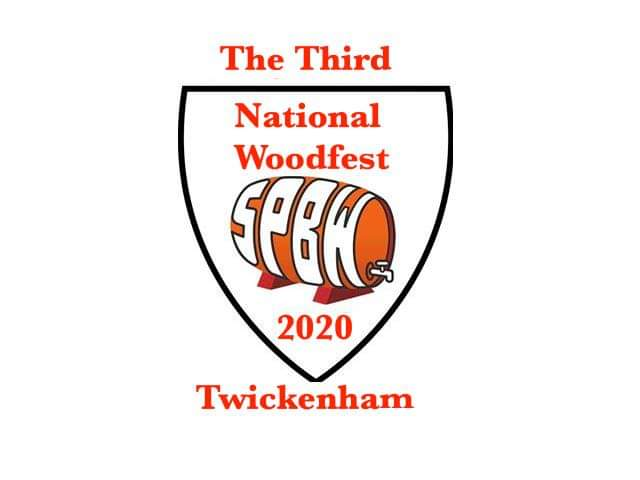 The Third
National
Woodfest
SPBW
2020
Twickenham